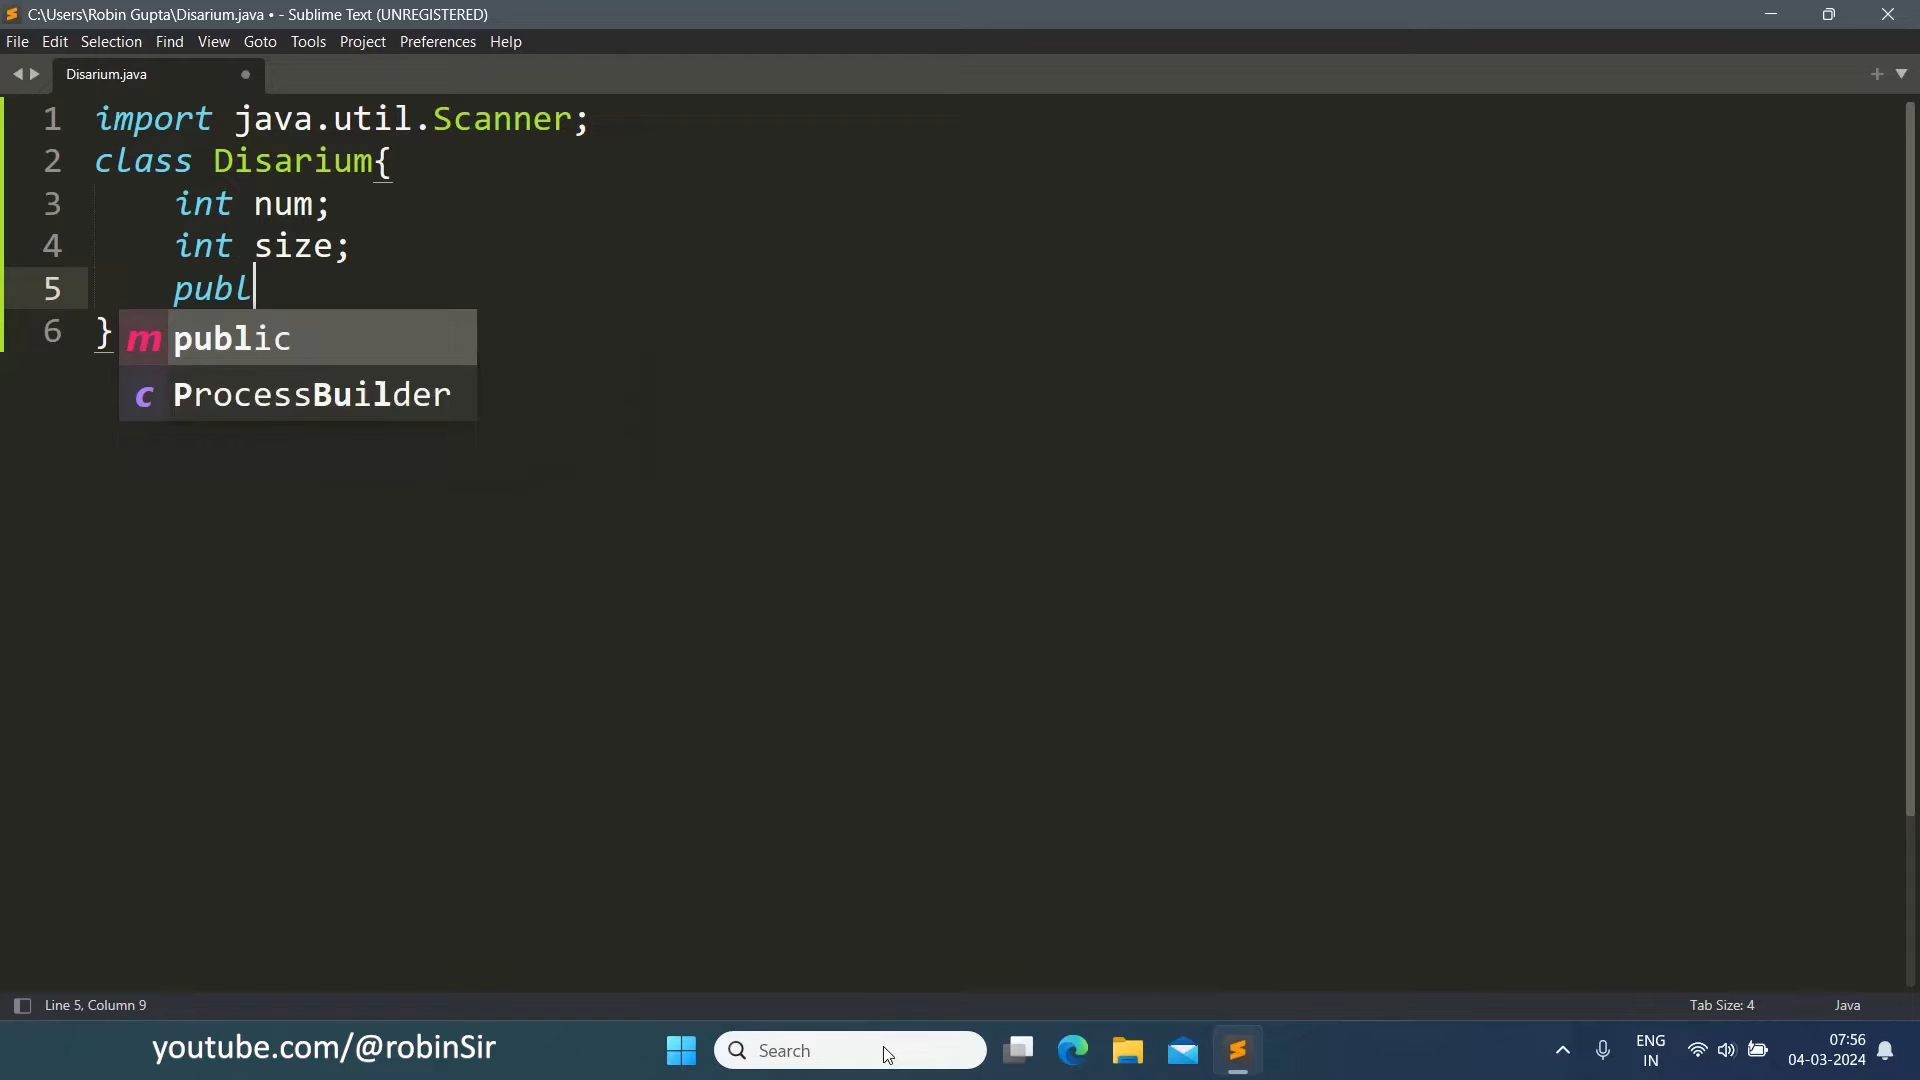 C:\Users\Robin Gupta\Disarium.java • - Sublime Text (UNREGISTERED)
File Edit Selection Find View Goto Tools Project Preferences Help
Disarium.java
1 import java.util.Scanner;
2 class Disarium{
3 int num;
4 int size;
5 publ
6 }
m public
c ProcessBuilder
Line 5, Column 9 Tab Size: 4 Java
youtube.com/@robinSir
Search
ENG 07:56
IN 04-03-2024